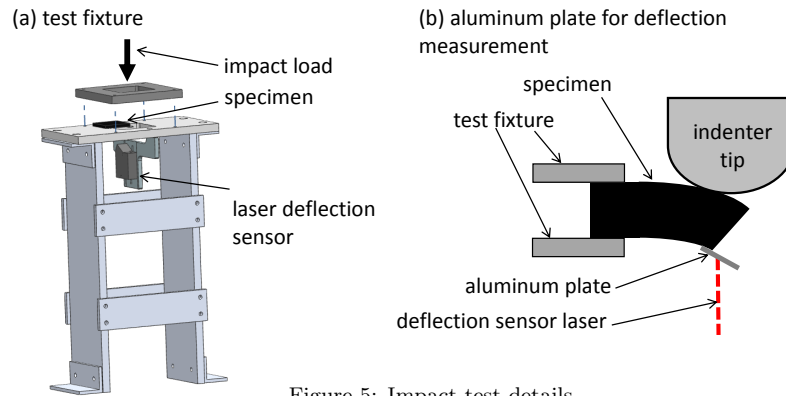 (a) test fixture
impact load
specimen
laser deflection
sensor
(b) aluminum plate for deflection
measurement
specimen
test fixture
indenter
tip
aluminum plate
deflection sensor laser
Figure 5: Impact test details